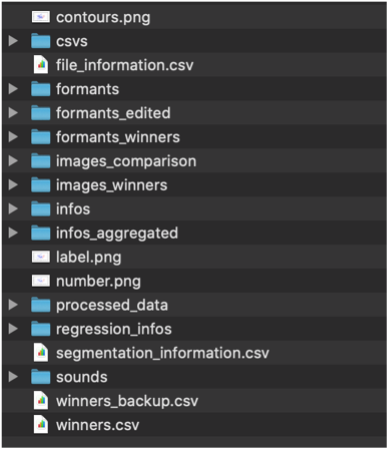 contours.png
csvs
file_information.csv
formants
formants_edited
formants_winners
images_comparison
images_winners
infos
infos_aggregated
label.png
number.png
processed_data
regression_infos
segmentation_information.csv
sounds
winners_backup.csv
winners.csv